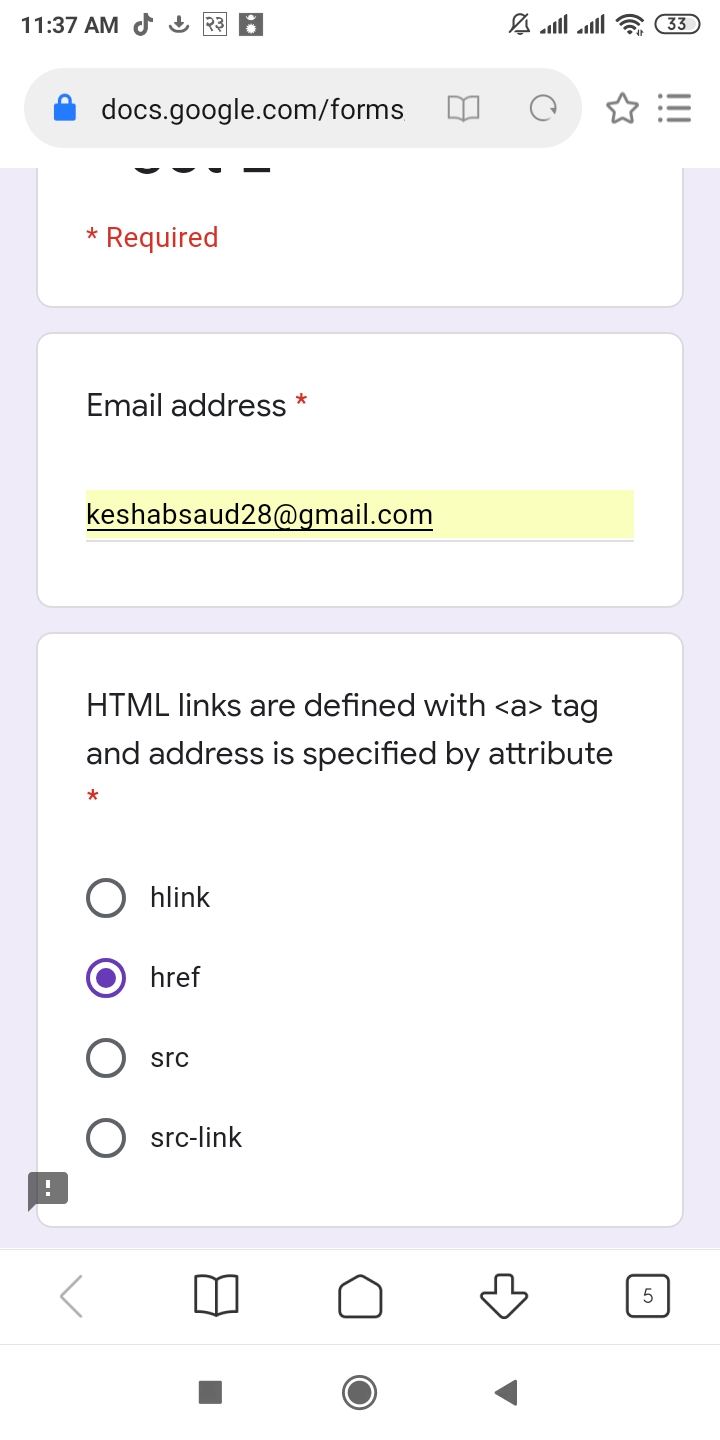 11:37 AM २३ 33
docs.google.com/forms
* Required
Email address *
keshabsaud28@gmail.com
HTML links are defined with <a> tag
and address is specified by attribute
*
hlink
href
src
src-link
5